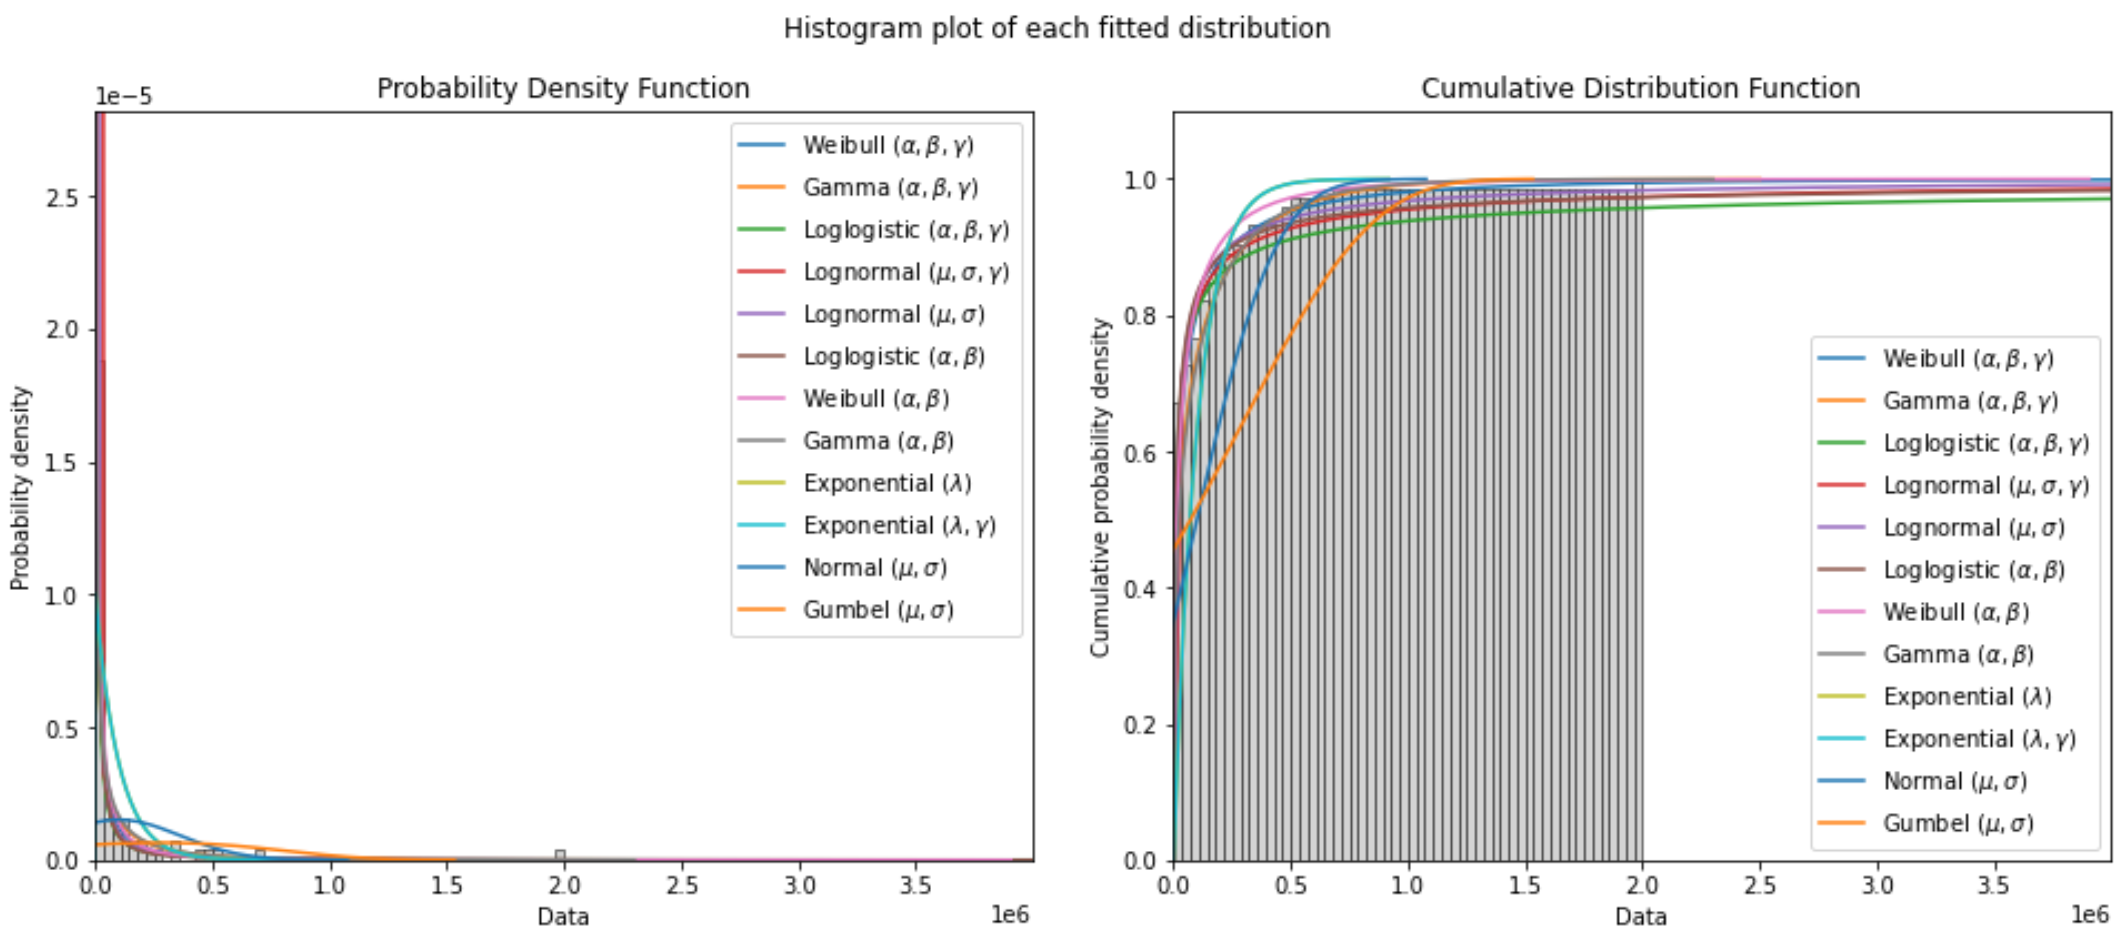 Histogram plot of each fitted distribution
Probability Density Function
1e−5
Probability density
2.5
2.0
1.5
1.0
0.5
0.0
0.0 0.5 1.0 1.5 2.0 2.5 3.0 3.5
Data
1e6
Weibull (α, β, γ)
Gamma (α, β, γ)
Loglogistic (α, β, γ)
Lognormal (μ, σ, γ)
Lognormal (μ, σ)
Loglogistic (α, β)
Weibull (α, β)
Gamma (α, β)
Exponential (λ)
Exponential (λ, γ)
Normal (μ, σ)
Gumbel (μ, σ)
Cumulative Distribution Function
Cumulative probability density
1.0
0.8
0.6
0.4
0.2
0.0
0.0 0.5 1.0 1.5 2.0 2.5 3.0 3.5
Data
1e6
Weibull (α, β, γ)
Gamma (α, β, γ)
Loglogistic (α, β, γ)
Lognormal (μ, σ, γ)
Lognormal (μ, σ)
Loglogistic (α, β)
Weibull (α, β)
Gamma (α, β)
Exponential (λ)
Exponential (λ, γ)
Normal (μ, σ)
Gumbel (μ, σ)